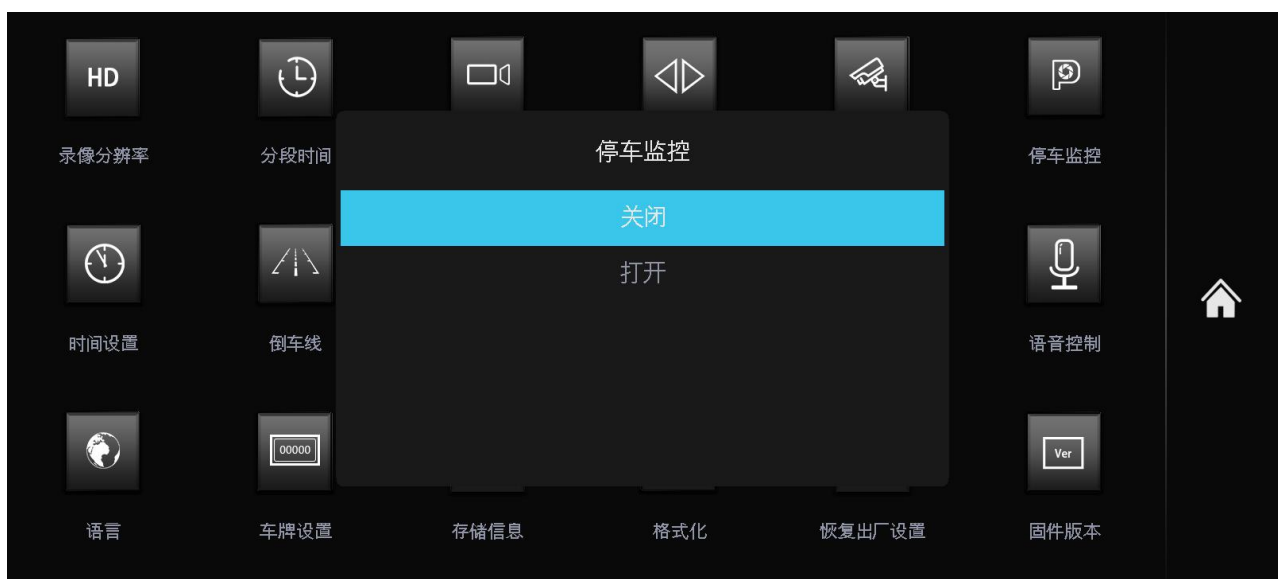 HD
录像分辨率
分段时间
停车监控
停车监控
关闭
打开
时间设置
倒车线
语音控制
语言
00000
车牌设置
存储信息
格式化
恢复出厂设置
Ver
固件版本